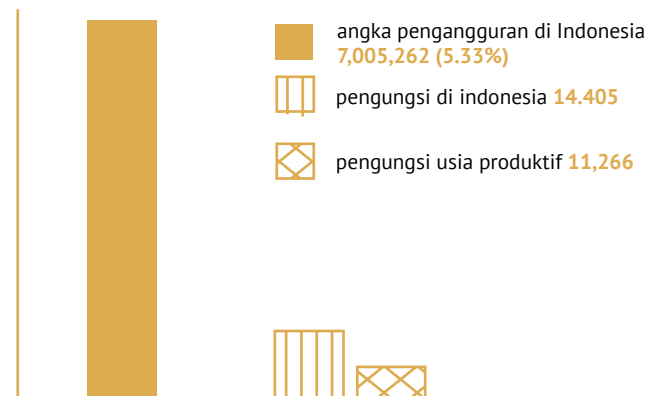 angka pengangguran di Indonesia
7,005,262 (5.33%)
pengungsi di indonesia 14.405
pengungsi usia produktif 11,266